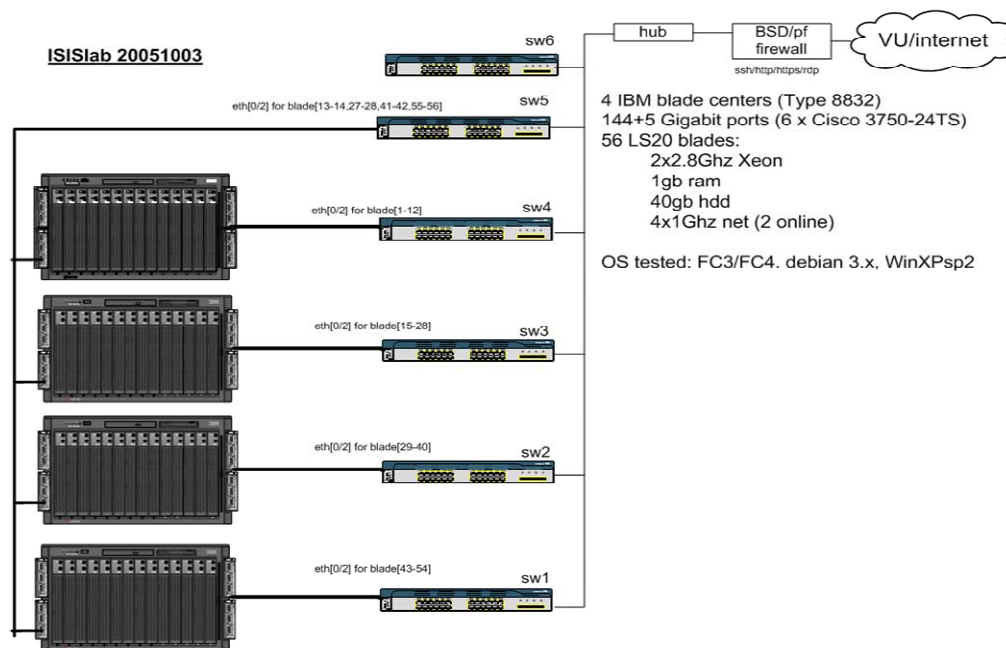 ISISlab 20051003
sw6
hub
BSD/pf
firewall
ssh/http/https/rdp
VU/internet
eth[0/2] for blade[13-14,27-28,41-42,55-56]
sw5
4 IBM blade centers (Type 8832)
144+5 Gigabit ports (6 x Cisco 3750-24TS)
56 LS20 blades:
2x2.8Ghz Xeon
1gb ram
40gb hdd
4x1Ghz net (2 online)
OS tested: FC3/FC4. debian 3.x, WinXPsp2
eth[0/2] for blade[1-12]
sw4
eth[0/2] for blade[15-28]
sw3
eth[0/2] for blade[29-40]
sw2
eth[0/2] for blade[43-54]
sw1